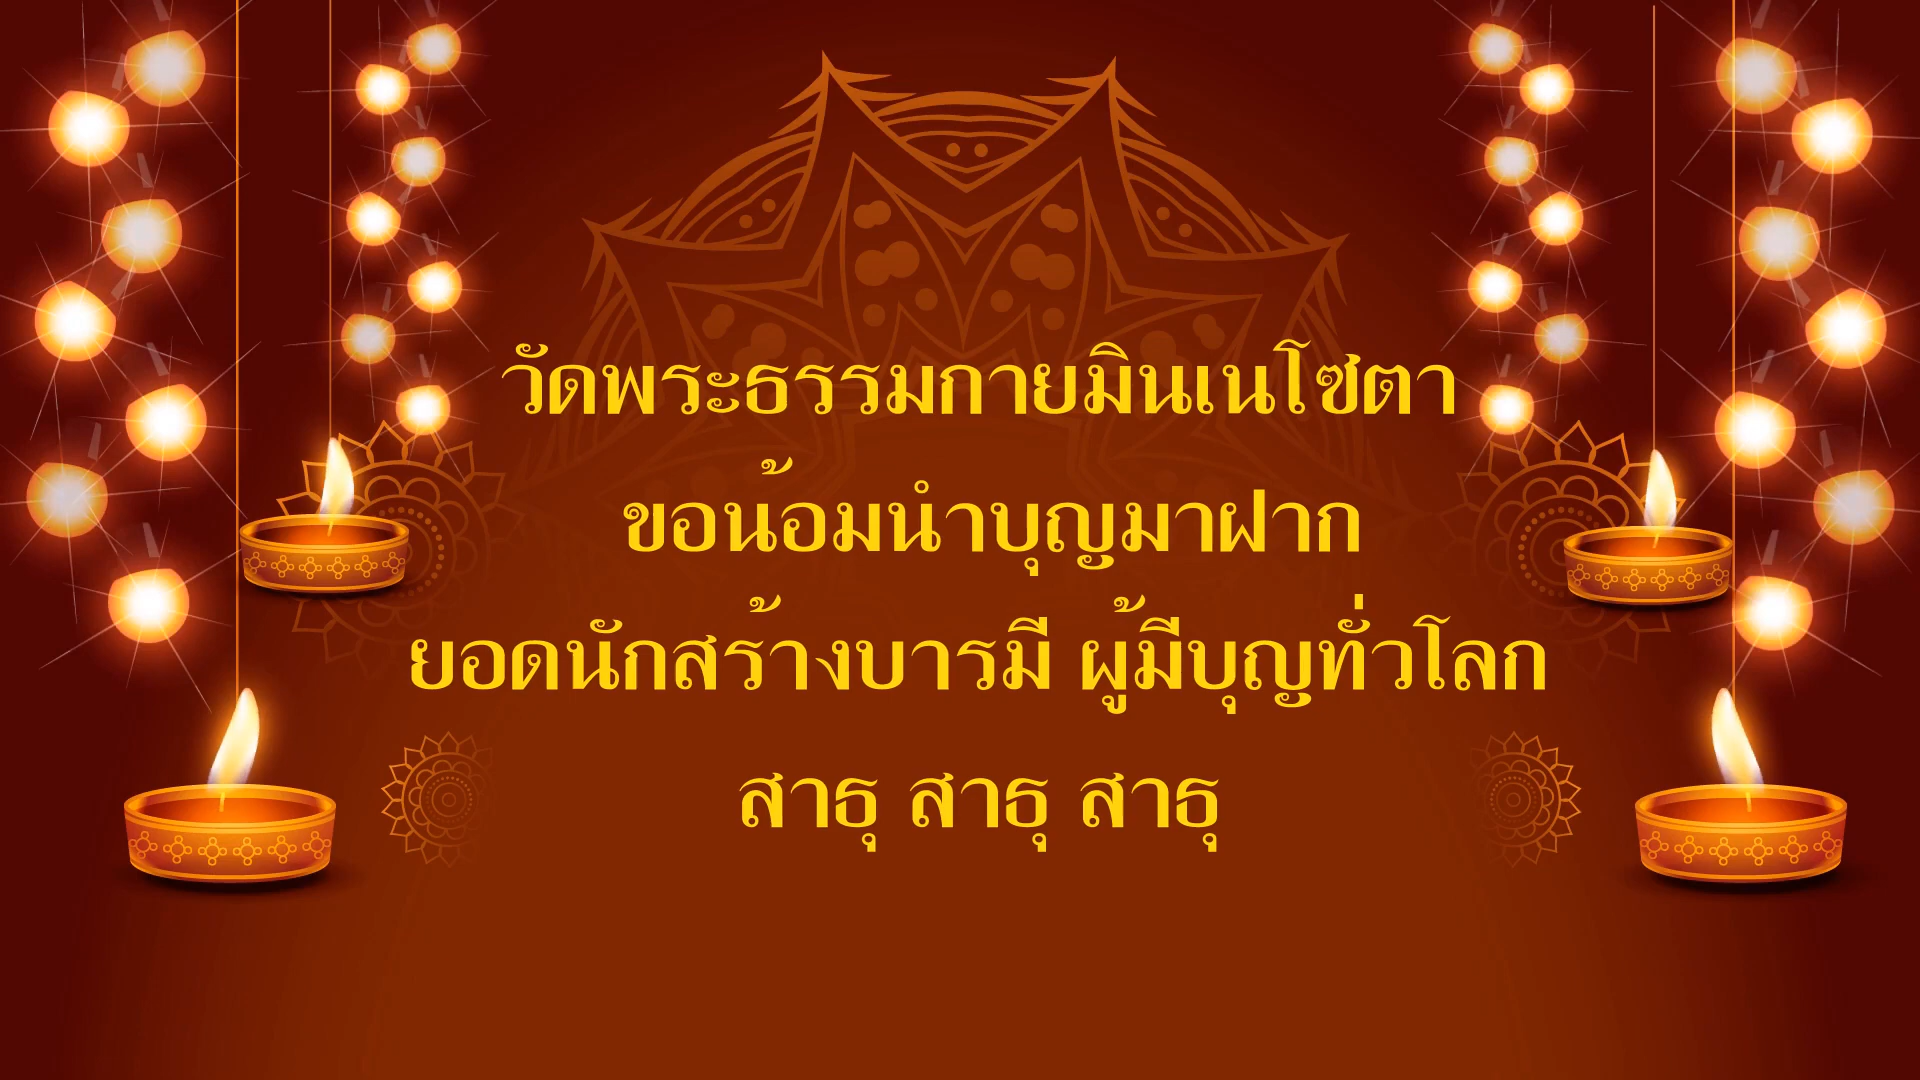 วัดพระธรรมกายมินเนโซตา
ขอน้อมนำบุญมาฝาก
ยอดนักสร้างบารมี ผู้มีบุญทั่วโลก
สาธุ สาธุ สาธุ